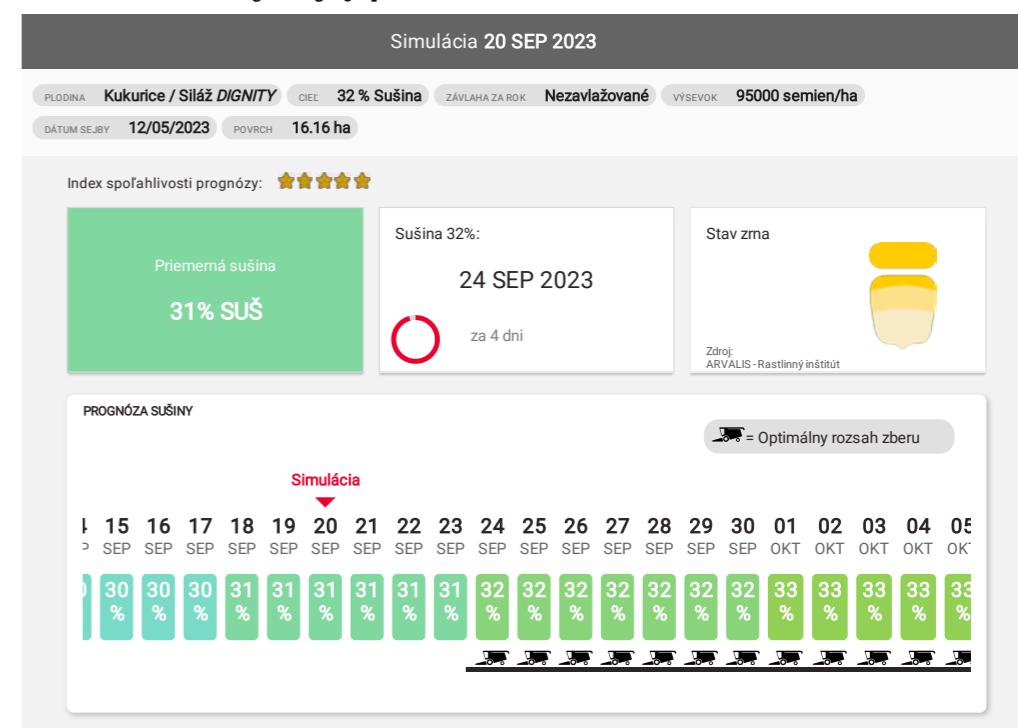 Simulácia 20 SEP 2023
PLODINA Kukurice / Siláž DIGNITY CIEĽ 32 % Sušina ZÁVLAHA ZA ROK Nezavlažované VÝSEVOK 95000 semien/ha
DÁTUM SEJBY 12/05/2023 POVRCH 16.16 ha
Index spoľahlivosti prognózy:
Priemerná sušina
31% SUŠ
Sušina 32%:
24 SEP 2023
za 4 dni
Stav zrna
Zdroj:
ARVALIS - Rastlinný inštitút
PROGNÓZA SUŠINY
= Optimálny rozsah zberu
Simulácia
15 16 17 18 19 20 21 22 23 24 25 26 27 28 29 30 01 02 03 04 05
SEP SEP SEP SEP SEP SEP SEP SEP SEP SEP SEP SEP SEP SEP SEP SEP OKT OKT OKT OKT
30 30 30 31 31 31 31 31 31 32 32 32 32 32 32 32 33 33 33 33 33
% % % % % % % % % % % % % % % % % % % % %